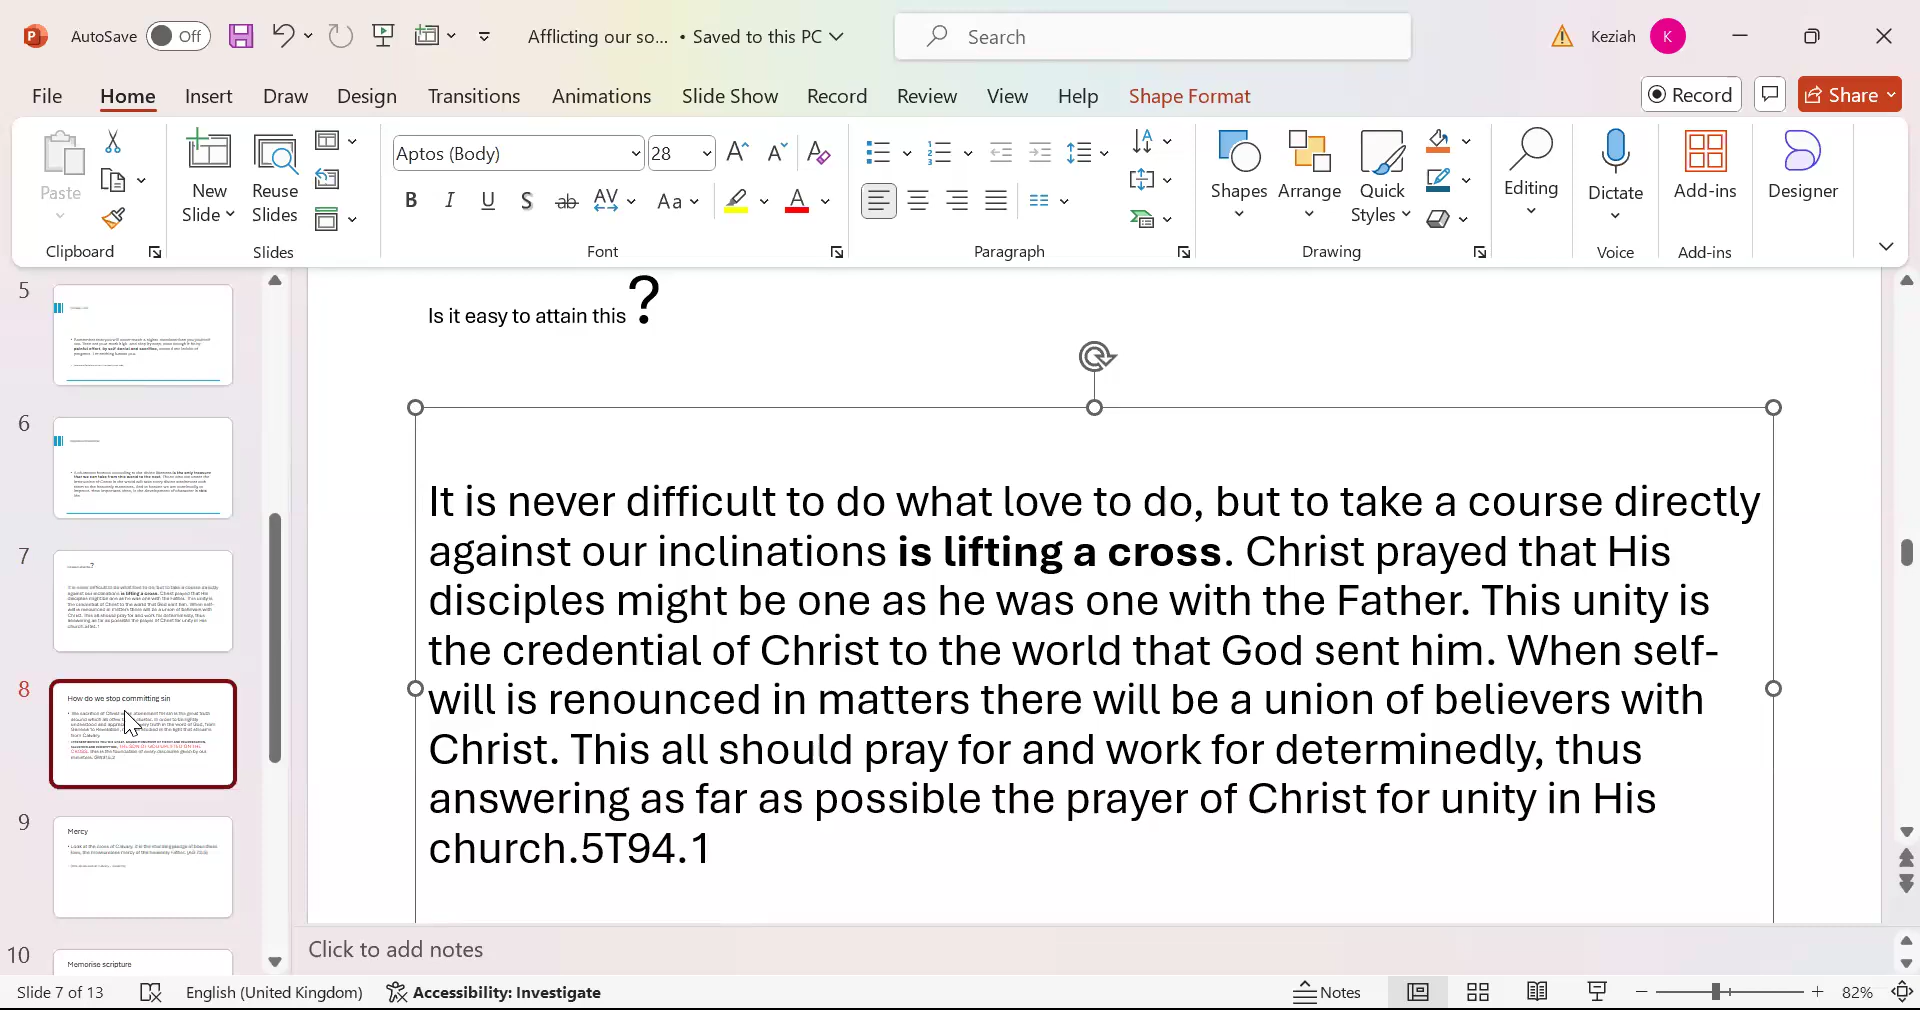 AutoSave Off Afflicting our so... • Saved to this PC Search Keziah K
File Home Insert Draw Design Transitions Animations Slide Show Record Review View Help Shape Format Record Share
Aptos (Body) 28
Paste New Slide Reuse Slides Shapes Arrange Quick Styles Editing Dictate Add-ins Designer
Clipboard Slides Font Paragraph Drawing Voice Add-ins
5
6
7
8
How do we stop committing sin
9
Mercy
10
Memorise scripture
Is it easy to attain this?
It is never difficult to do what love to do, but to take a course directly
against our inclinations is lifting a cross. Christ prayed that His
disciples might be one as he was one with the Father. This unity is
the credential of Christ to the world that God sent him. When self-
will is renounced in matters there will be a union of believers with
Christ. This all should pray for and work for determinedly, thus
answering as far as possible the prayer of Christ for unity in His
church.5T94.1
Click to add notes
Slide 7 of 13 English (United Kingdom) Accessibility: Investigate Notes 82%